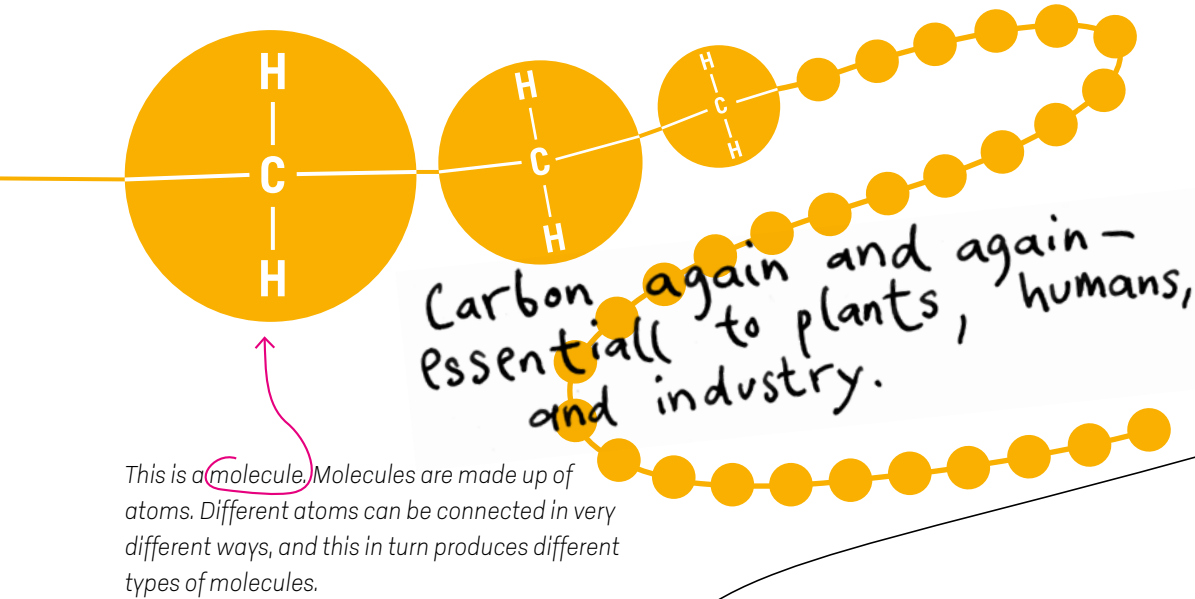 H
C
H
H
C
H
H
C
H
Carbon again and again–
essentiall to plants, humans,
and industry.
This is a molecule. Molecules are made up of
atoms. Different atoms can be connected in very
different ways, and this in turn produces different
types of molecules.